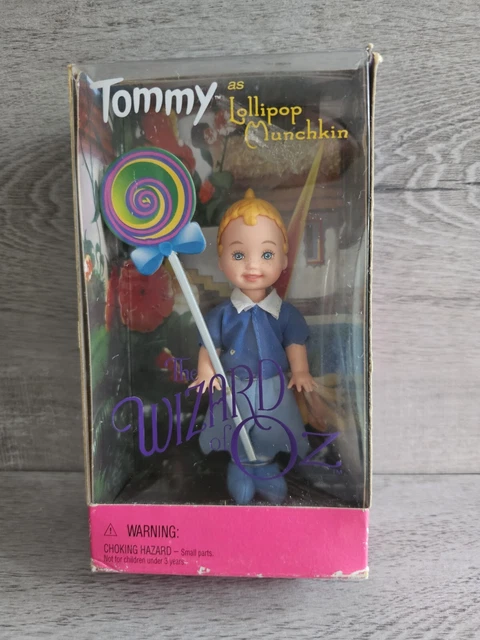 Tommy as
Lollipop
Munchkin
The
WIZARD
of OZ
⚠ WARNING:
CHOKING HAZARD – Small parts.
Not for children under 3 years.